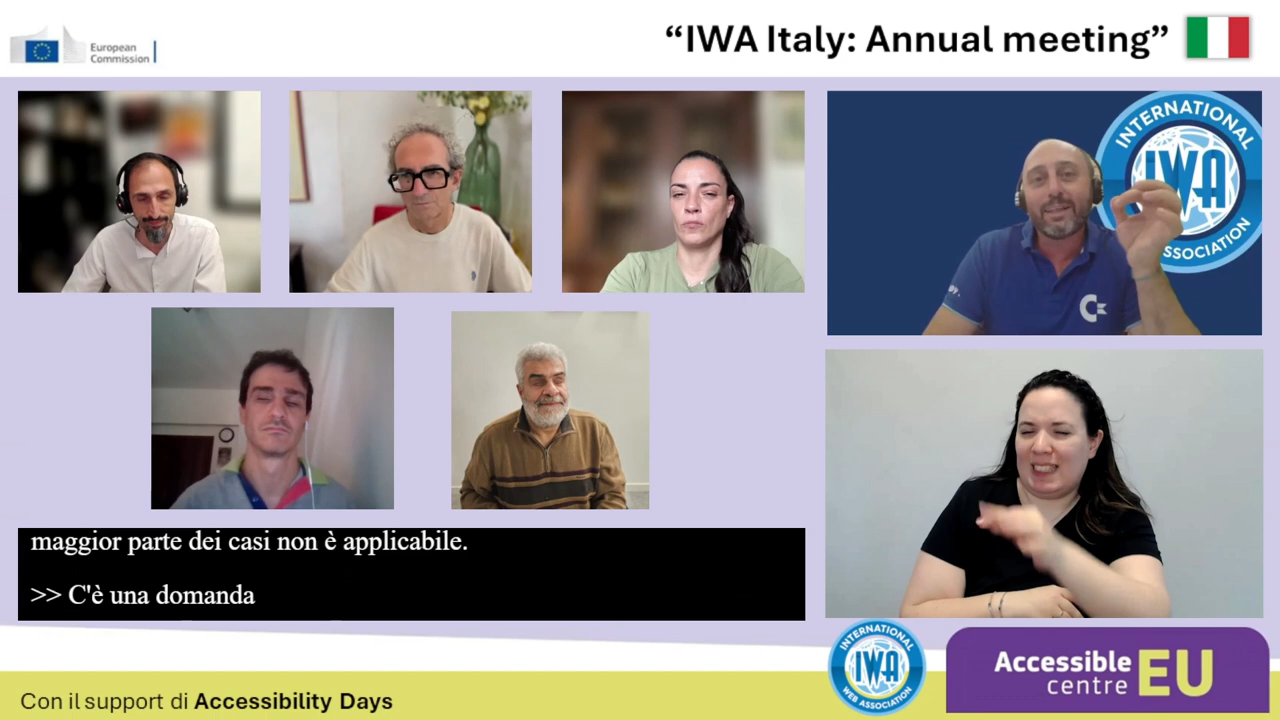 European
Commission
“IWA Italy: Annual meeting”
INTERNATIONAL
IWA
ASSOCIATION
maggior parte dei casi non è applicabile.
>> C'è una domanda
INTERNATIONAL
IWA
WEB ASSOCIATION
Accessible
centre
EU
Con il support di Accessibility Days